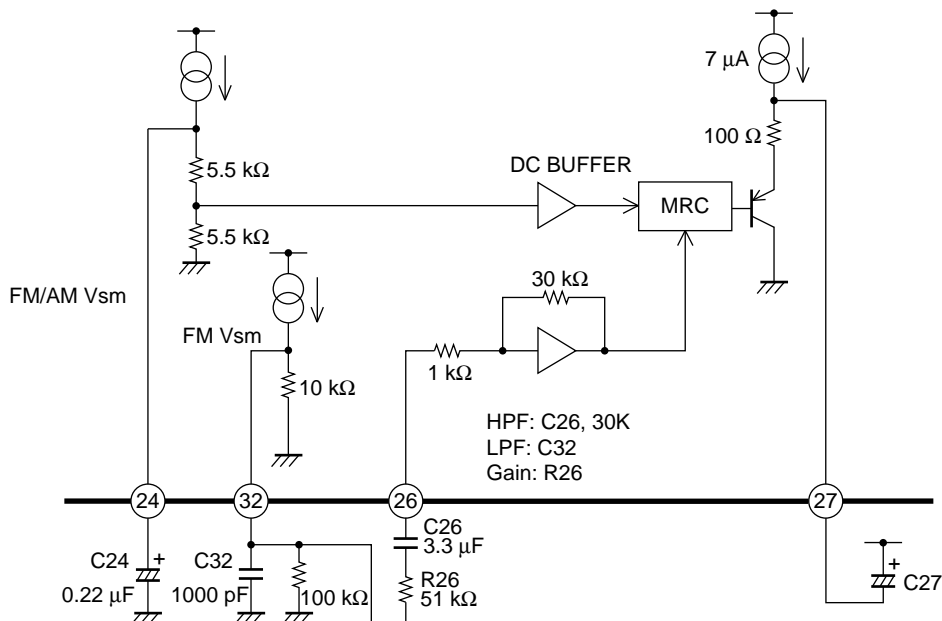 7 μA
100 Ω
5.5 kΩ
DC BUFFER
MRC
5.5 kΩ
FM/AM Vsm
30 kΩ
FM Vsm
1 kΩ
10 kΩ
HPF: C26, 30K
LPF: C32
Gain: R26
24
32
26
27
C24
+
0.22 μF
C32
1000 pF
100 kΩ
C26
3.3 μF
R26
51 kΩ
+
C27